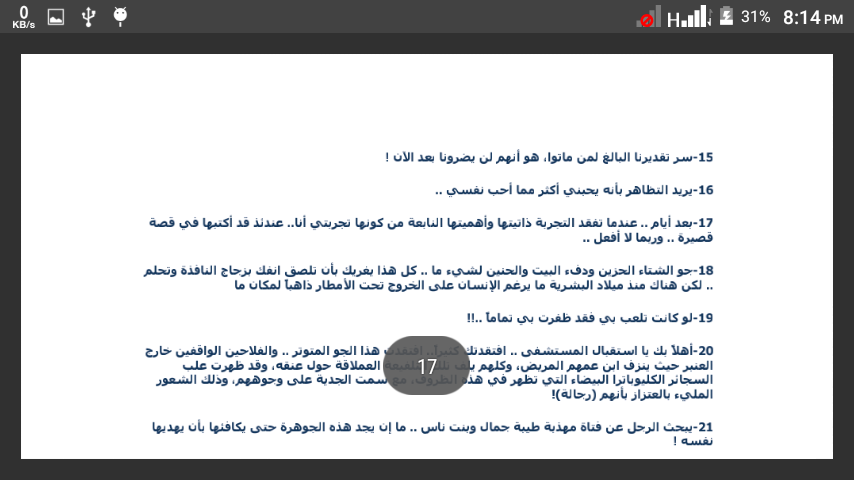 0
KB/s
H
31%
8:14 PM
15-سر تقديرنا البالغ لمن ماتوا، هو أنهم لن يضرونا بعد الآن !
16-يريد التظاهر بأنه يحبني أكثر مما أحب نفسي ..
17-بعد أيام .. عندما تفقد التجربة ذاتيتها وأهميتها النابعة من كونها تجربتي أنا.. عندئذ قد أكتبها في قصة
قصيرة .. وربما لا أفعل ..
18-جو الشتاء الحزين ودفء البيت والحنين لشيء ما .. كل هذا يغريك بأن تلصق انفك بزجاج النافذة وتحلم
.. لكن هناك منذ ميلاد البشرية ما يرغم الإنسان على الخروج تحت الأمطار ذاهباً لمكان ما
19-لو كانت تلعب بي فقد ظفرت بي تماماً ..!!
20-أهلاً بك يا استقبال المستشفى .. افتقدتك كثيراً.. افتقدت هذا الجو المتوتر .. والفلاحين الواقفين خارج
العنبر حيث ينزف ابن عمهم المريض، وكلهم يلف تلك العملاقة حول عنقه، وقد ظهرت علب
السجائر الكليوباترا البيضاء التي تظهر في هذه الظروف، مع سمت الجدية على وجوههم، وذلك الشعور
المليء بالعتزاز بأنهم (رجالة)!
17
21-يبحث الرجل عن فتاة مهذبة طيبة جمال وبنت ناس .. ما إن يجد هذه الجوهرة حتى يكافئها بأن يهديها
نفسه !